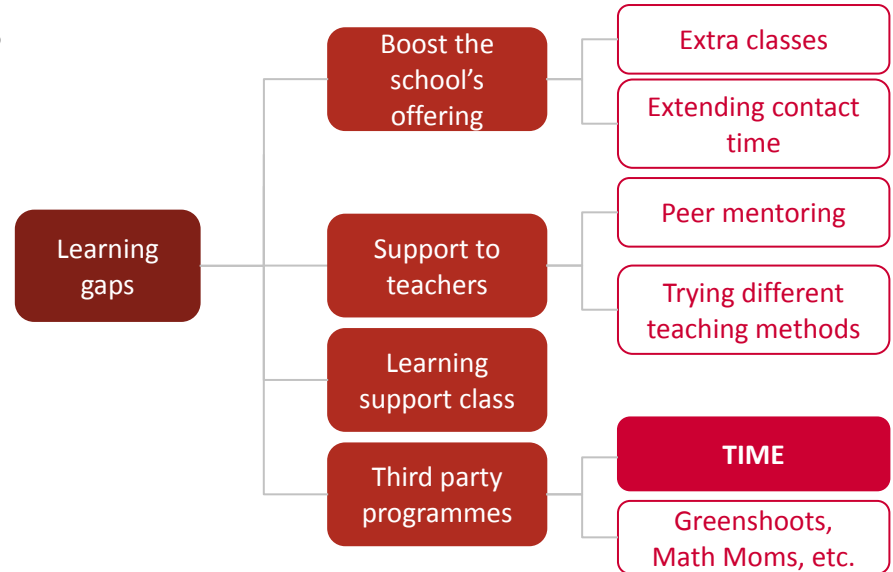 Learning
gaps
Boost the
school’s
offering
Extra classes
Extending contact
time
Support to
teachers
Peer mentoring
Trying different
teaching methods
Learning
support class
Third party
programmes
TIME
Greenshoots,
Math Moms, etc.